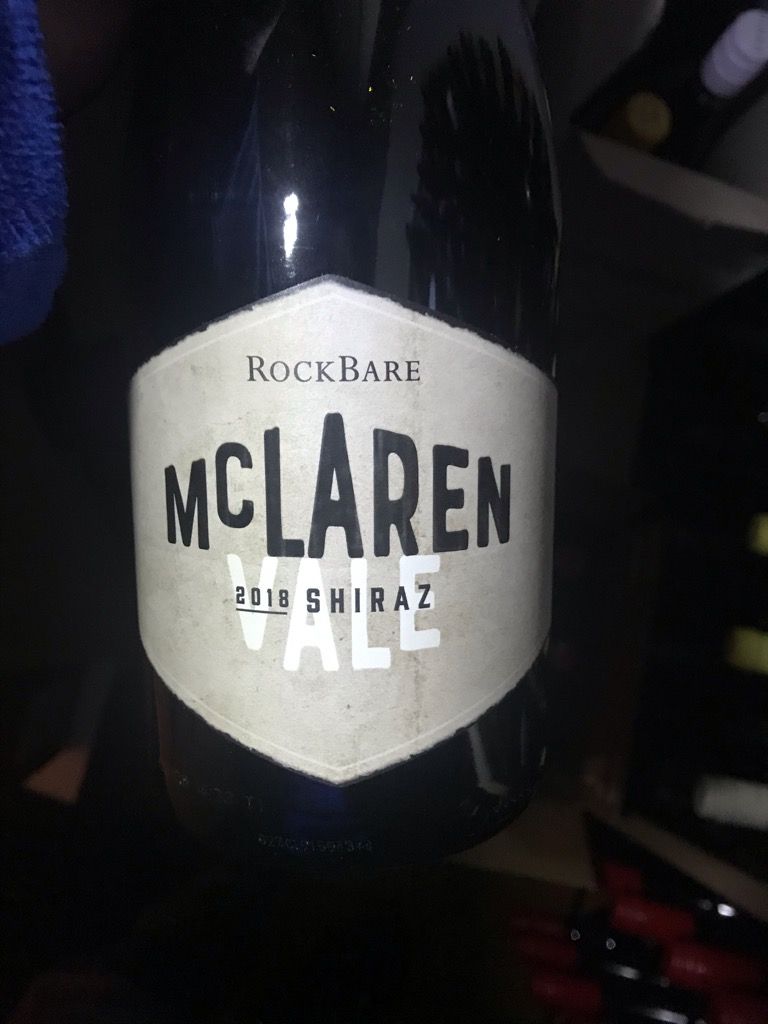 ROCKBARE
MCLAREN
VALE
2018 SHIRAZ